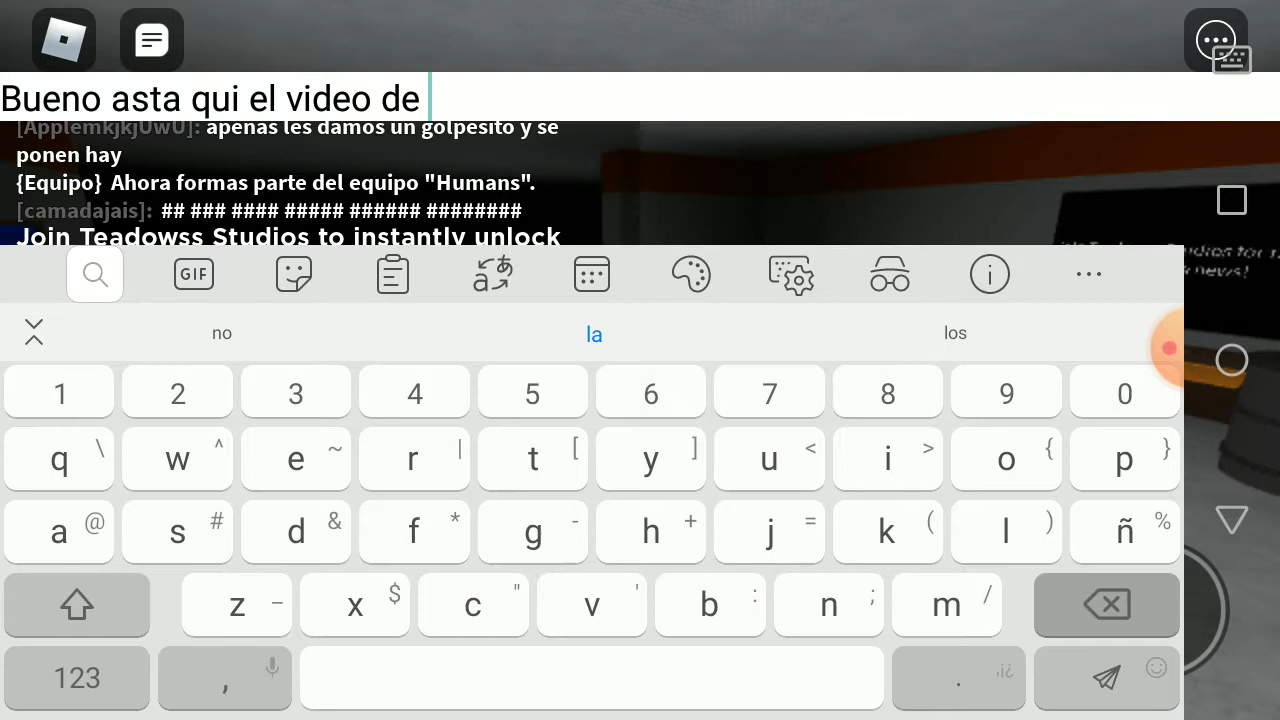 Bueno asta qui el video de
[ApplemkjkjUwU]: apenas les damos un golpesito y se
ponen hay
{Equipo} Ahora formas parte del equipo "Humans".
[camadajais]: ## ### #### ##### ###### ########
Join Teadowss Studios to instantly unlock
news!
GIF
no la los
1 2 3 4 5 6 7 8 9 0
q \ w ^ e ~ r | t [ y ] u < i > o { p }
a @ s # d & f * g - h + j = k ( l ) ñ %
z _ x $ c " v ' b : n ; m /
123 , . ,¡¿